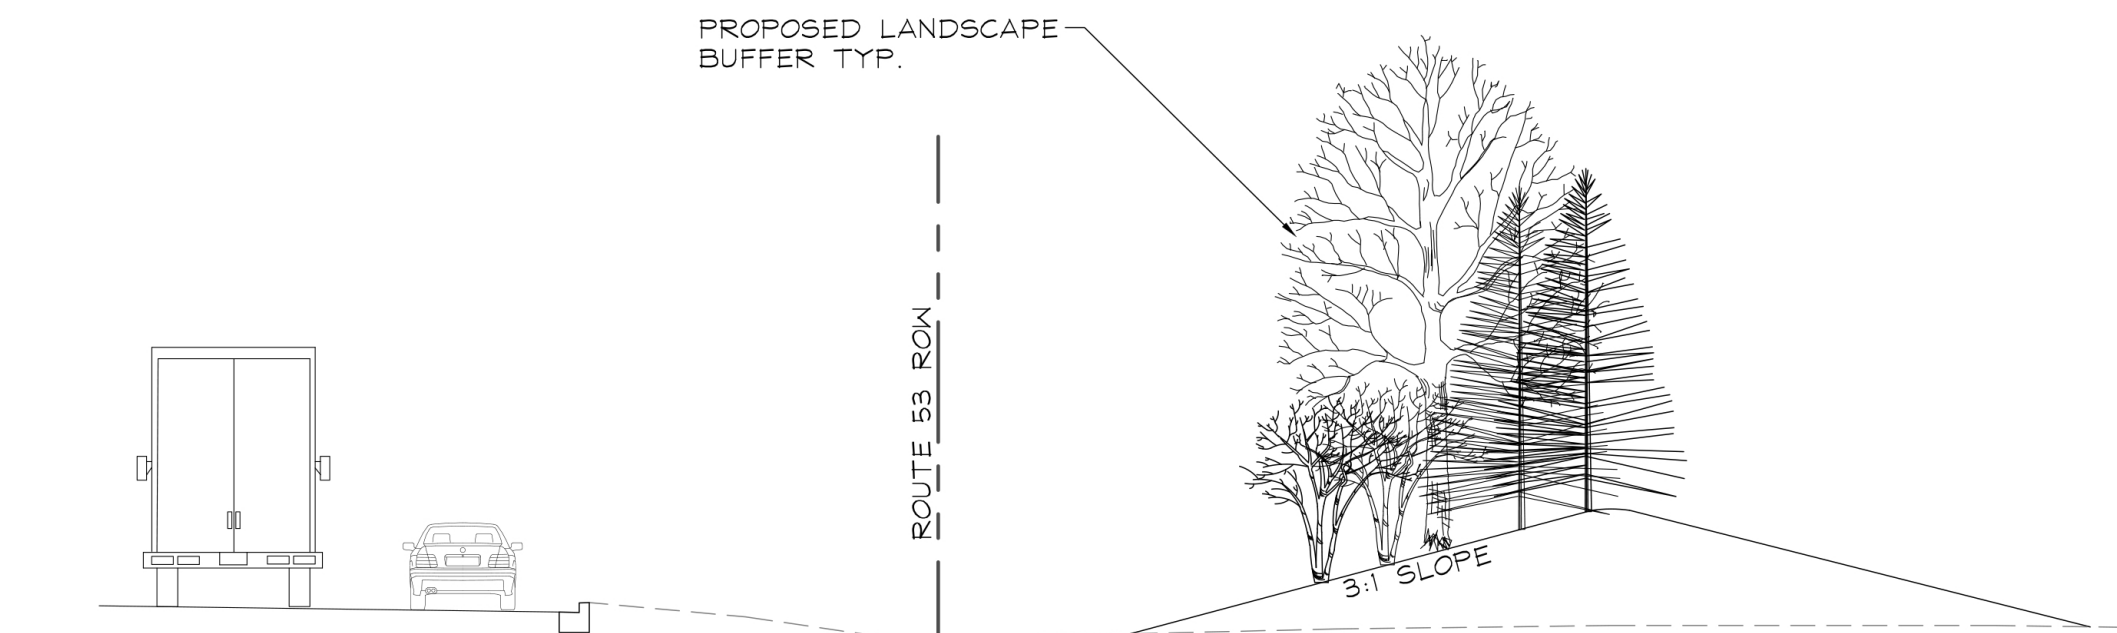 PROPOSED LANDSCAPE
BUFFER TYP.
ROUTE 53 ROW
3:1 SLOPE